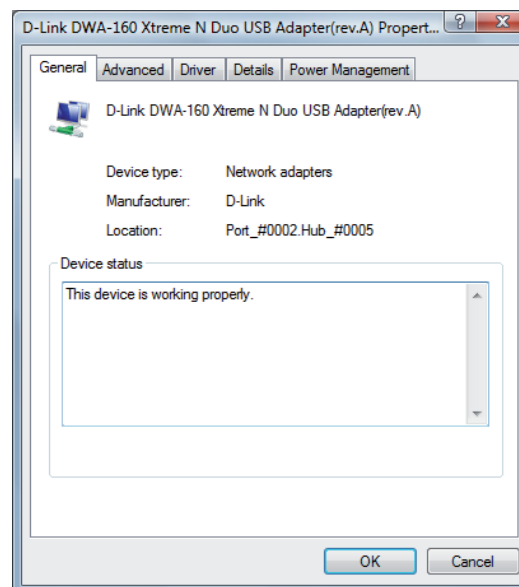 D-Link DWA-160 Xtreme N Duo USB Adapter(rev.A) Propert...
General Advanced Driver Details Power Management
D-Link DWA-160 Xtreme N Duo USB Adapter(rev.A)
Device type: Network adapters
Manufacturer: D-Link
Location: Port_#0002.Hub_#0005
Device status
This device is working properly.
OK Cancel